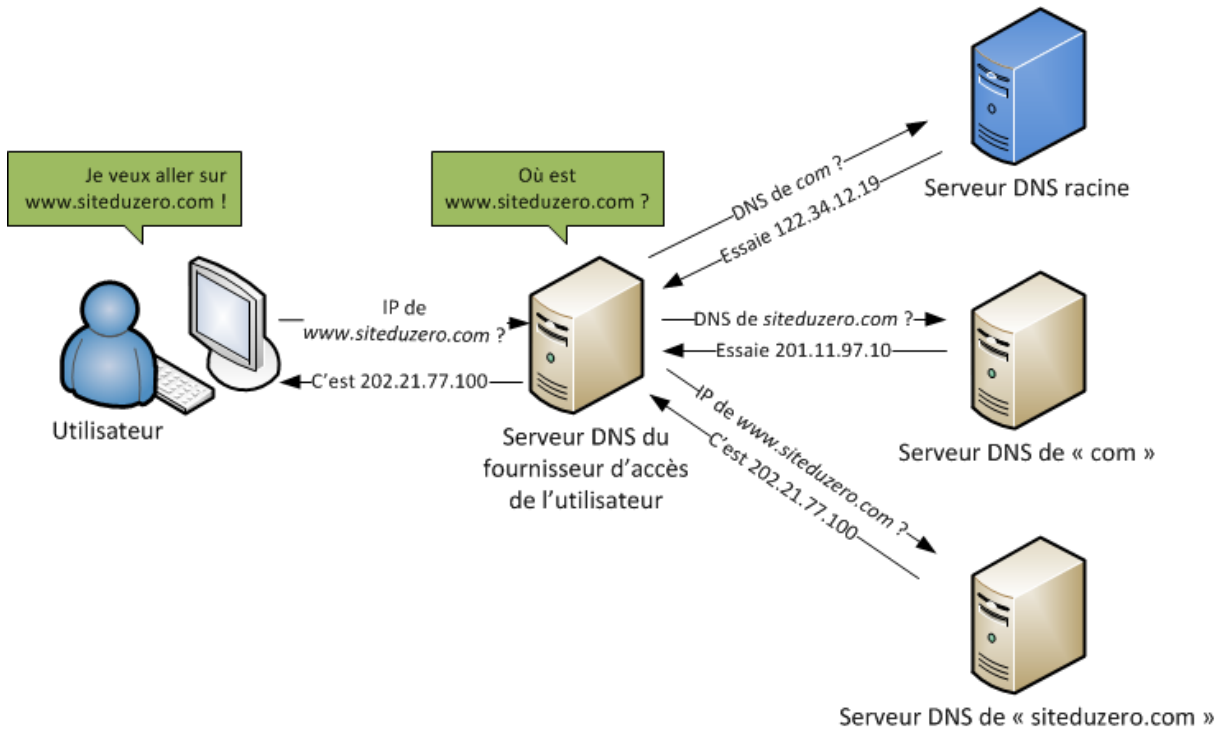 Je veux aller sur
www.siteduzero.com !
Où est
www.siteduzero.com ?
DNS de com ?
Essaie 122.34.12.19
Serveur DNS racine
IP de
www.siteduzero.com ?
C'est 202.21.77.100
DNS de siteduzero.com ?
Essaie 201.11.97.10
Utilisateur
Serveur DNS du
fournisseur d'accès
de l'utilisateur
Serveur DNS de « com »
IP de www.siteduzero.com ?
C'est 202.21.77.100
Serveur DNS de « siteduzero.com »